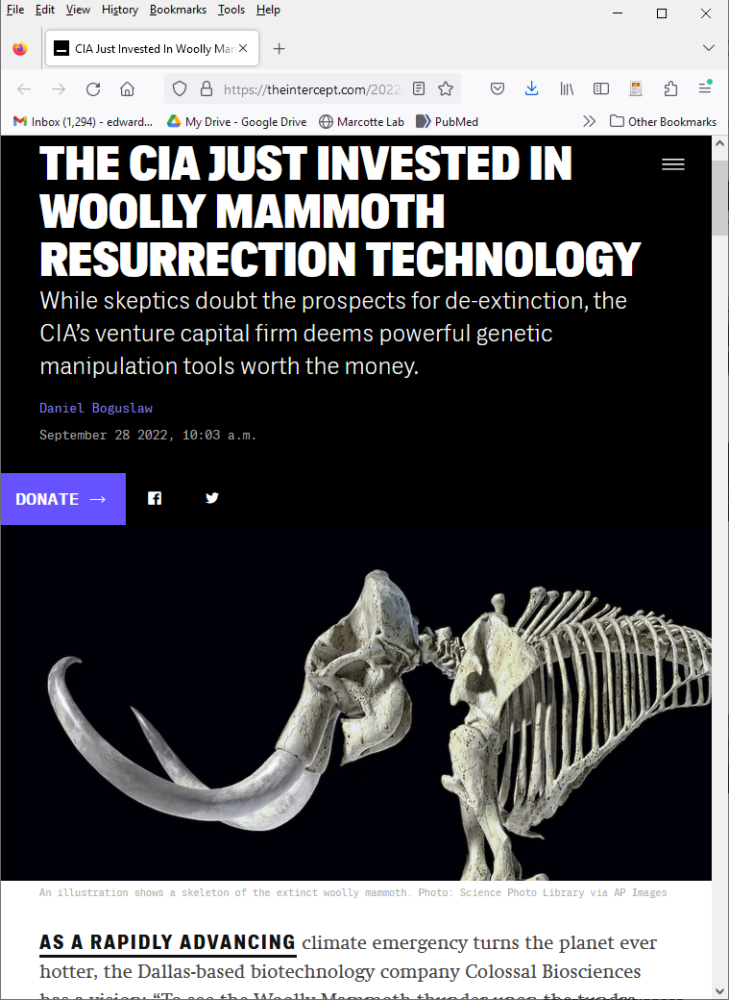 File Edit View History Bookmarks Tools Help
CIA Just Invested In Woolly Mam
https://theintercept.com/2022
Inbox (1,294) - edward... My Drive - Google Drive Marcotte Lab PubMed Other Bookmarks
THE CIA JUST INVESTED IN
WOOLLY MAMMOTH
RESURRECTION TECHNOLOGY
While skeptics doubt the prospects for de-extinction, the
CIA’s venture capital firm deems powerful genetic
manipulation tools worth the money.
Daniel Boguslaw
September 28 2022, 10:03 a.m.
DONATE →
An illustration shows a skeleton of the extinct woolly mammoth. Photo: Science Photo Library via AP Images
AS A RAPIDLY ADVANCING climate emergency turns the planet ever
hotter, the Dallas-based biotechnology company Colossal Biosciences
has a vision: “To see the Woolly Mammoth thunder upon the tundra